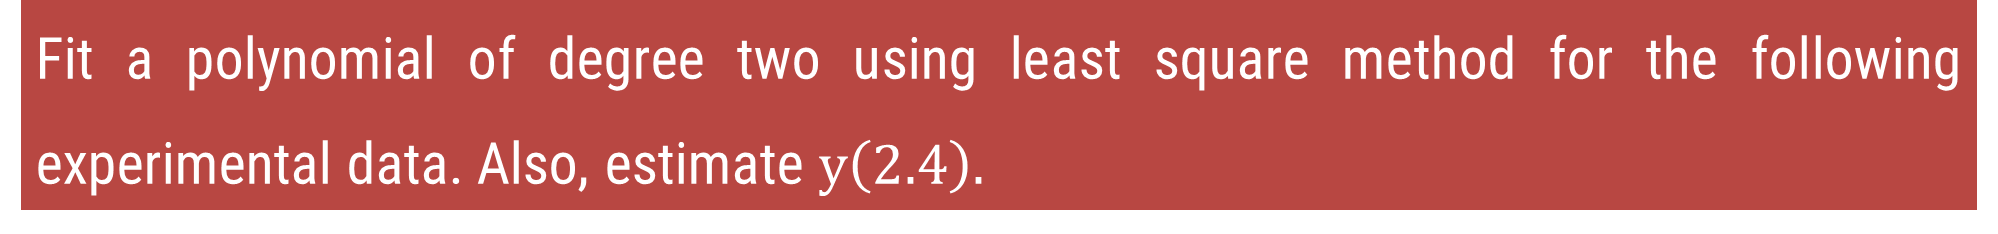 Fit a polynomial of degree two using least square method for the following
experimental data. Also, estimate y(2.4).